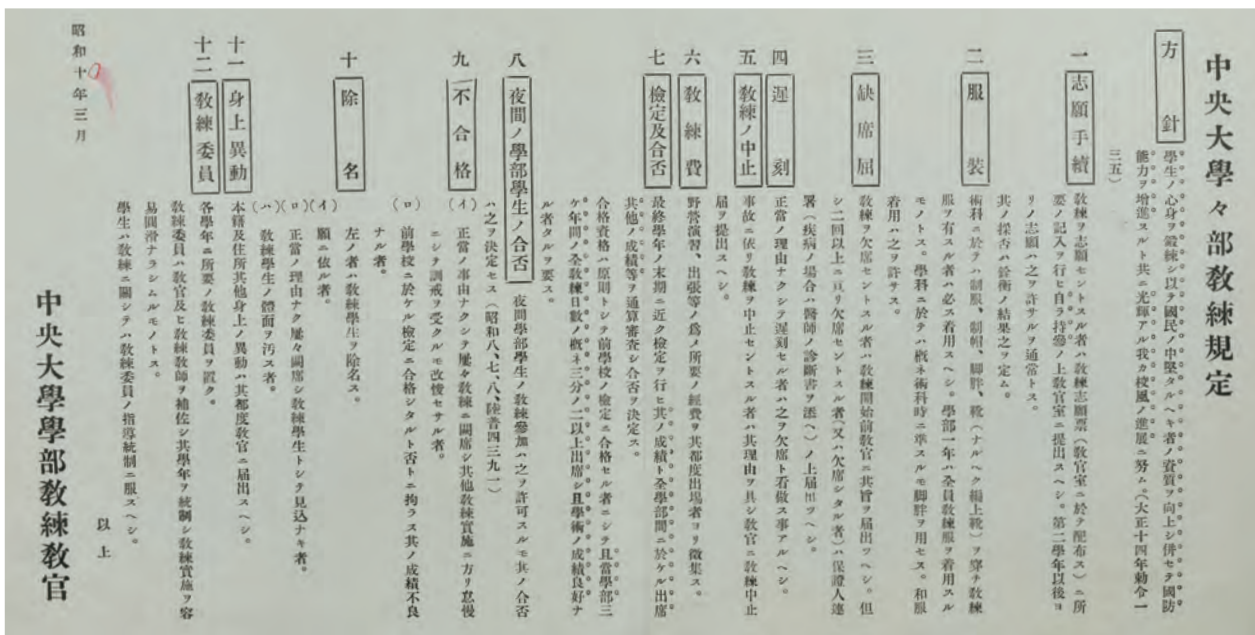 中央大學々部教練規定
方針
學生ノ心身ヲ鍛練シ以テ國民ノ中堅タルヘキ者ノ資質ヲ向上シ併セテ國防
能力ヲ增進スルト共ニ光輝アル我カ校風ノ進展ニ努ム。(大正十四年勅令一
三五)
一 志願手續
教練ヲ志願セントスル者ハ教練志願票(教官室ニ於テ配布ス)ニ所
要ノ記入ヲ行ヒ自ラ持參ノ上教官室ニ提出スヘシ。第二學年以後ヨ
リノ志願ハ之ヲ許サルヲ通常トス。
其ノ採否ハ銓衡ノ結果之ヲ定ム。
二 服裝
術科ニ於テハ制服、制帽、脚胖、靴(ナルヘク編上靴)ヲ穿チ教練
服ヲ有スル者ハ必ス着用スヘシ。學部一年ハ全員教練服ヲ着用スル
モノトス。學科ニ於テハ概ネ術科時ニ準スルモ脚胖ヲ用セス。和服
着用ハ之ヲ許サス。
三 缺席屆
教練ヲ欠席セントスル者ハ教練開始前教官ニ其旨ヲ屆出ツヘシ。但
シ二回以上ニ亘リ欠席セントスル者(又ハ欠席シタル者)ハ保證人連
署(疾病ノ場合ハ醫師ノ診斷書ヲ添ヘ)ノ上屆出ツヘシ。
四 遲刻
正當ノ理由ナクシテ遲刻セル者ハ之ヲ欠席ト看做ス事アルヘシ。
五 教練ノ中止
事故ニ依リ教練ヲ中止セントスル者ハ其理由ヲ具シ教官ニ教練中止
屆ヲ提出スヘシ。
六 教練費
野營演習、出張等ノ爲メ所要ノ經費ヲ其都度出場者ヨリ徵集ス。
七 檢定及合否
最終學年ノ末期ニ近ク檢定ヲ行ヒ其ノ成績ト全學部間ニ於ケル出席
其他ノ成績等ヲ通算審査シ合否ヲ決定ス。
合格資格ハ原則トシテ前學校ノ檢定ニ合格セル者ニシテ且當學部三
ケ年間ノ全教練日數ノ概ネ三分ノ二以上出席シ且學術ノ成績良好ナ
ル者タルヲ要ス。
八 夜間ノ學部學生ノ合否
夜間學部學生ノ教練參加ハ之ヲ許可スルモ其ノ合否
ハ之ヲ決定セス(昭和八、七、八、陸普四三九一)
九 不合格
(イ) 正當ノ事由ナクシテ屢々教練ニ闕席シ其他教練實施ニ方リ怠慢
ニシテ訓戒ヲ受クルモ改悛セサル者。
(ロ) 前學校ニ於ケル檢定ニ合格シタルト否トニ拘ラス其ノ成績不良
ナル者。
十 除名
左ノ者ハ教練學生ヲ除名ス。
(イ) 願ニ依ル者。
(ロ) 正當ノ理由ナク屢々闕席シ教練學生トシテ見込ナキ者。
(ハ) 教練學生ノ體面ヲ汚ス者。
十一 身上異動
本籍及住所其他身上ノ異動ハ其都度教官ニ屆出スヘシ。
十二 教練委員
各學年ニ所要ノ教練委員ヲ置ク。
教練委員ハ教官及ヒ教練教師ヲ補佐シ其學年ヲ統制シ教練實施ヲ容
易圓滑ナラシムルモノトス。
學生ハ教練ニ關シテハ教練委員ノ指導統制ニ服スヘシ。
以上
昭和十年三月
中央大學學部教練教官